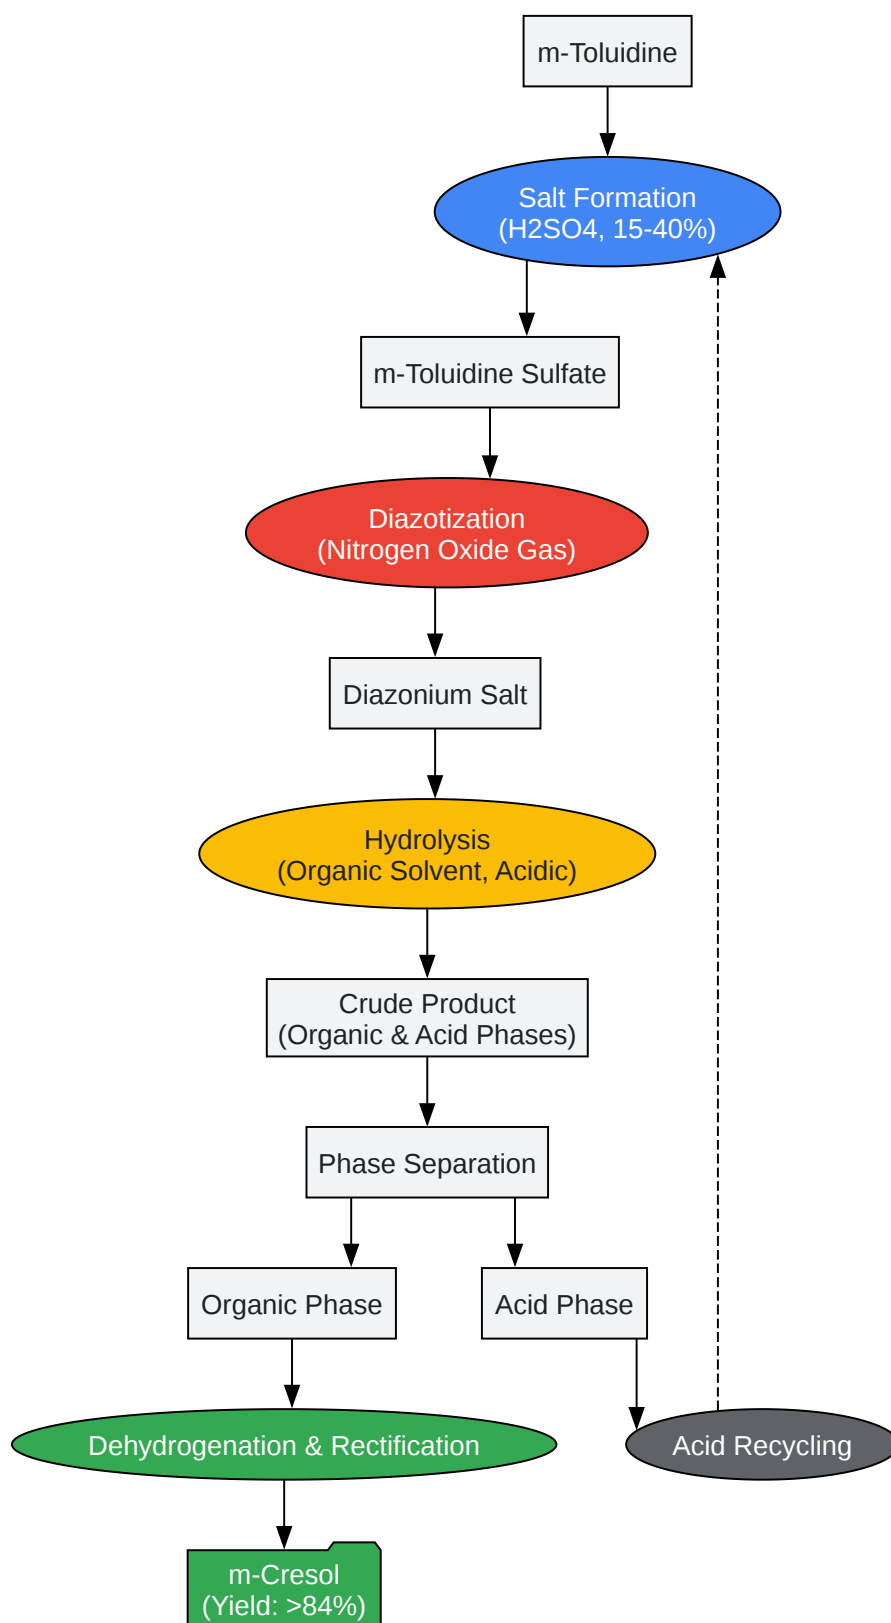 m-Toluidine
Salt Formation
(H2SO4, 15-40%)
m-Toluidine Sulfate
Diazotization
(Nitrogen Oxide Gas)
Diazonium Salt
Hydrolysis
(Organic Solvent, Acidic)
Crude Product
(Organic & Acid Phases)
Phase Separation
Organic Phase
Acid Phase
Dehydrogenation & Rectification
Acid Recycling
m-Cresol
(Yield: >84%)